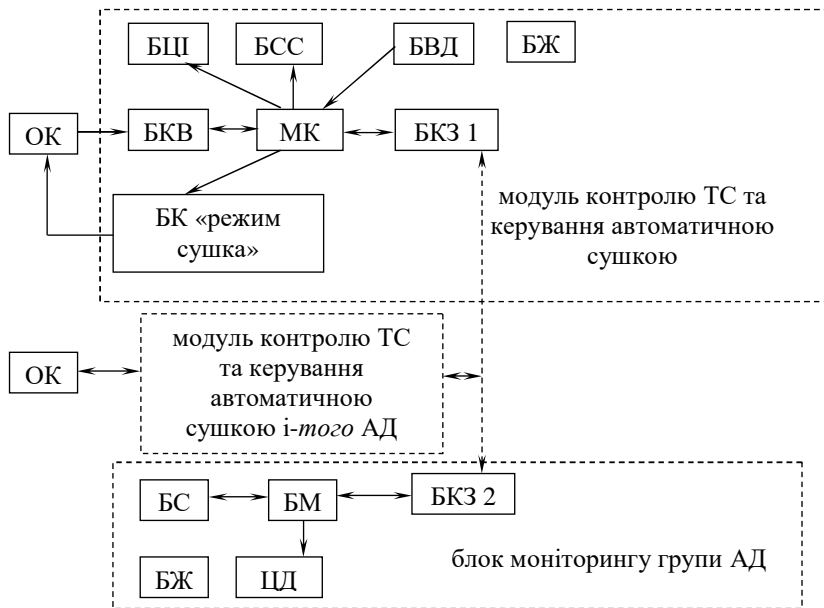 БЦІ БСС БВД БЖ
ОК БКВ МК БКЗ 1
БК «режим
сушка»
модуль контролю ТС та
керування автоматичною
сушкою
ОК
модуль контролю ТС
та керування
автоматичною
сушкою і-того АД
БС БМ БКЗ 2
БЖ ЦД
блок моніторингу групи АД